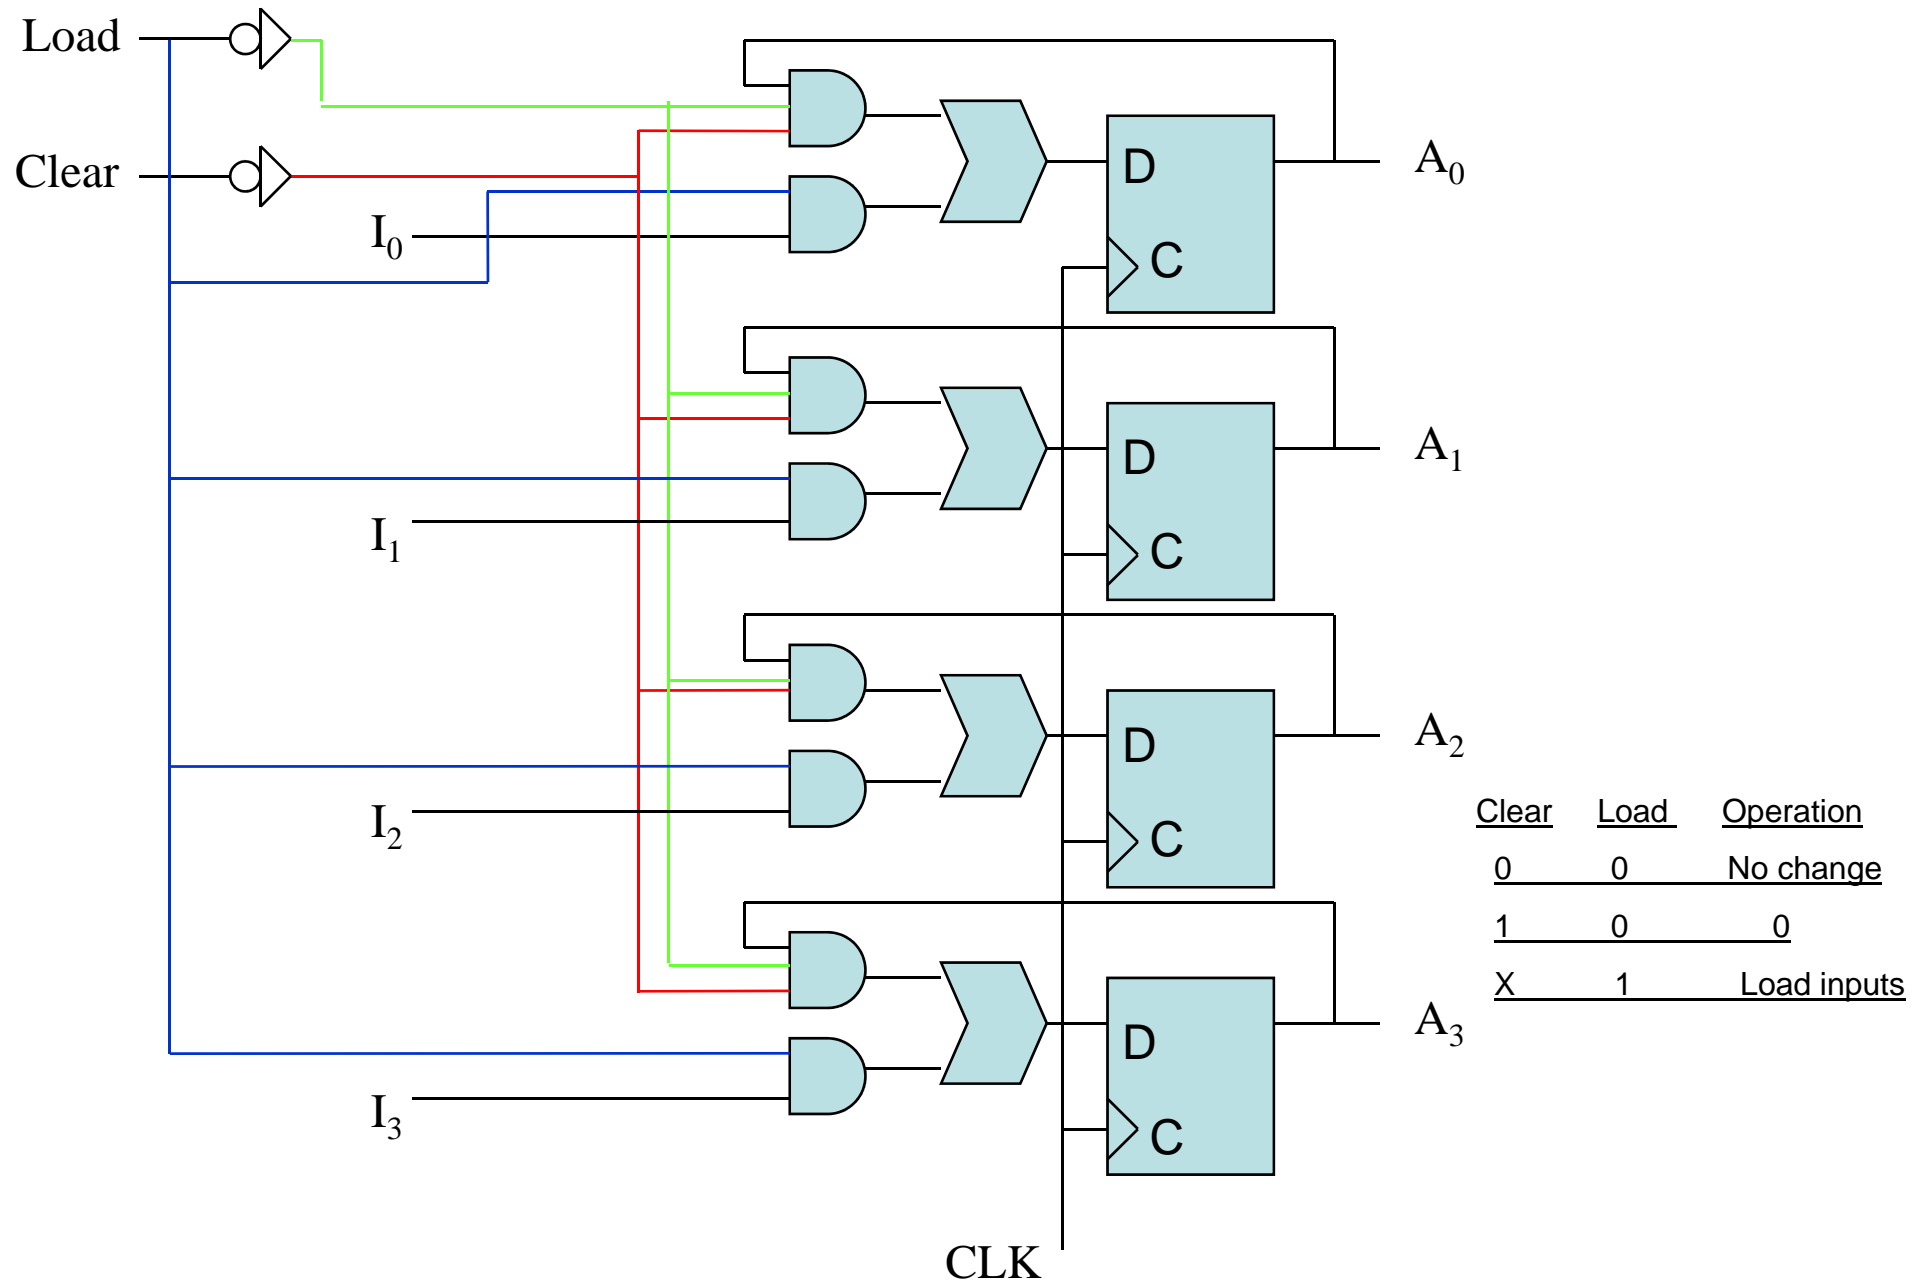 Load
Clear
I₀
D
C
A₀
I₁
D
C
A₁
I₂
D
C
A₂
I₃
D
C
A₃
CLK
Clear Load Operation
0 0 No change
1 0 0
X 1 Load inputs